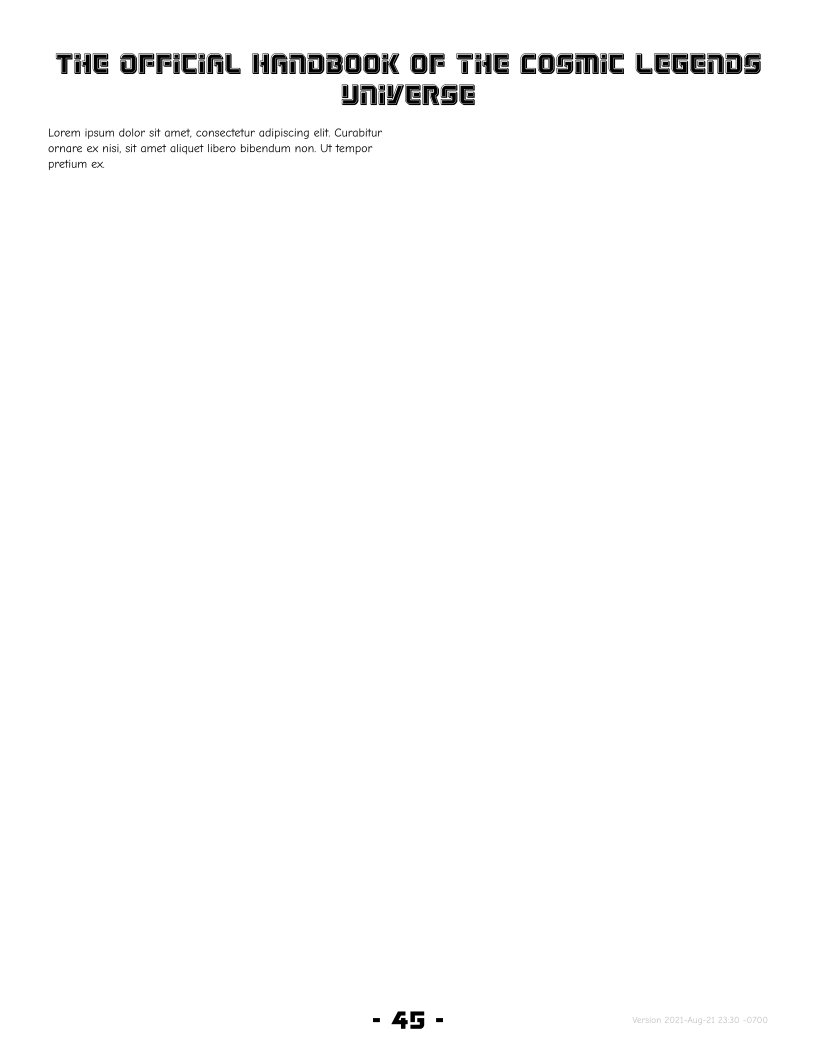 THE OFFICIAL HANDBOOK OF THE COSMIC LEGENDS
UNIVERSE
Lorem ipsum dolor sit amet, consectetur adipiscing elit. Curabitur
ornare ex nisi, sit amet aliquet libero bibendum non. Ut tempor
pretium ex.
- 45 -
Version 2021-Aug-21 23:30 -0700